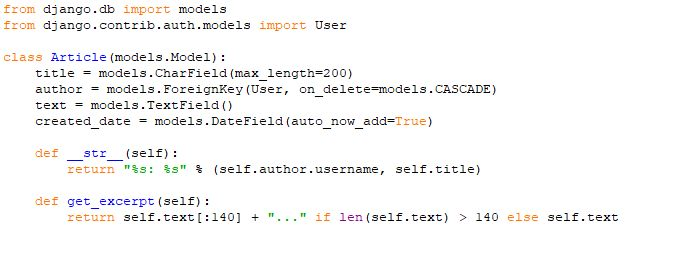 from django.db import models
from django.contrib.auth.models import User

class Article(models.Model):
    title = models.CharField(max_length=200)
    author = models.ForeignKey(User, on_delete=models.CASCADE)
    text = models.TextField()
    created_date = models.DateField(auto_now_add=True)

    def __str__(self):
        return "%s: %s" % (self.author.username, self.title)

    def get_excerpt(self):
        return self.text[:140] + "..." if len(self.text) > 140 else self.text